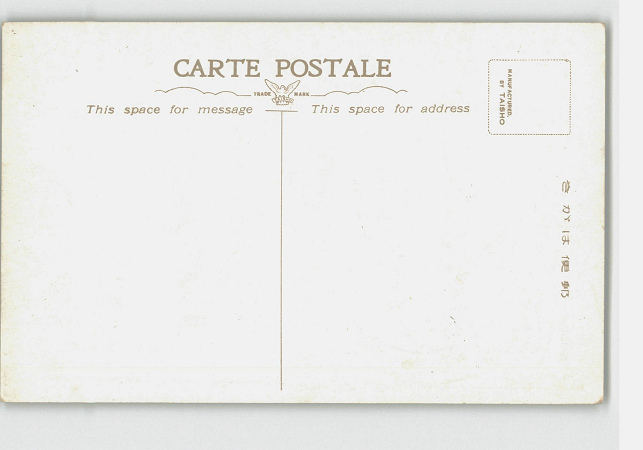 CARTE POSTALE
TRADE MARK
This space for message
This space for address
MANUFACTURED.
BY TAISHO
きがは便郵